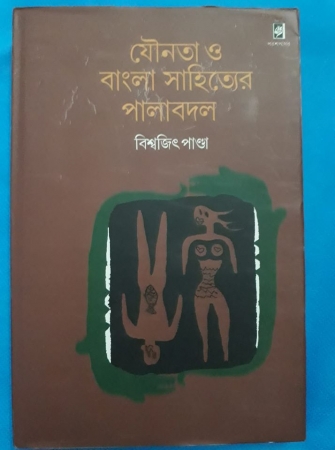 যৌনতা ও
বাংলা সাহিত্যের
পালাবদল
বিশ্বজিৎ পাণ্ডা